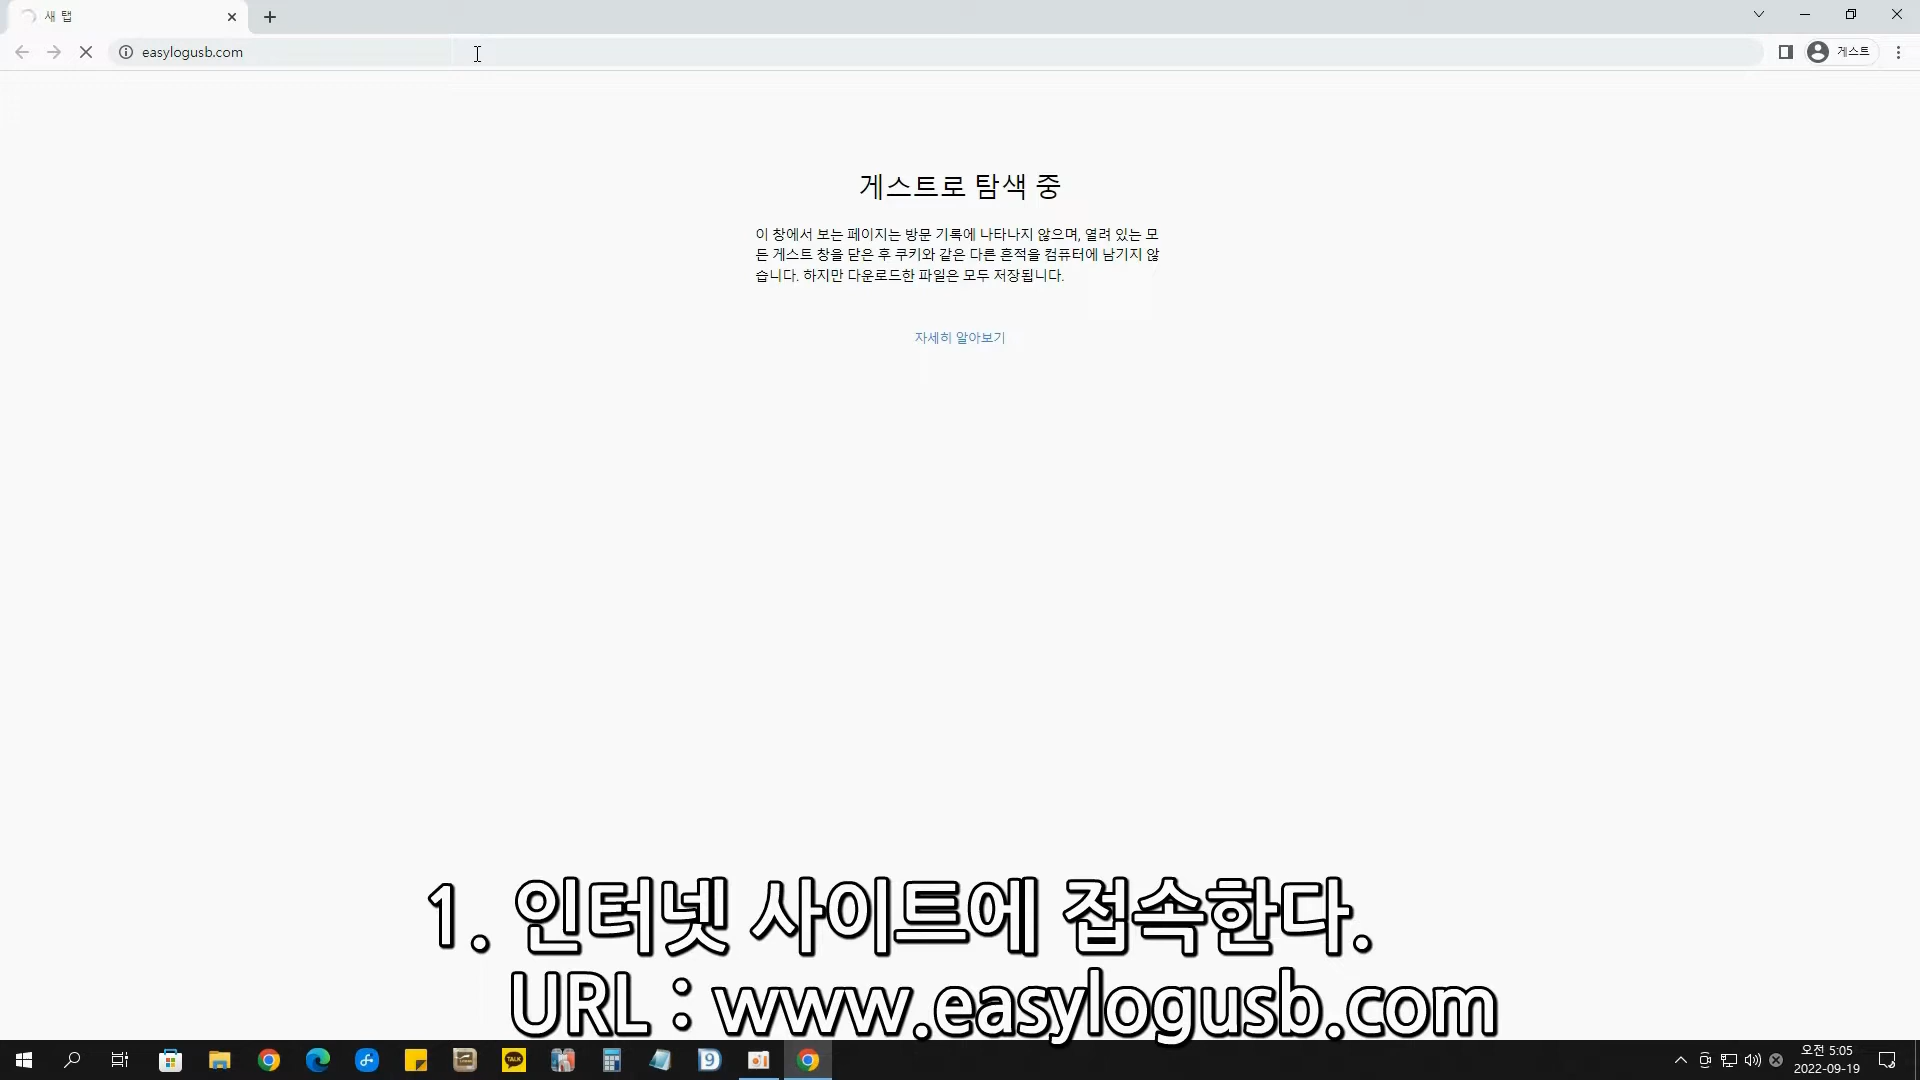 새 탭
easylogusb.com
게스트
게스트로 탐색 중
이 창에서 보는 페이지는 방문 기록에 나타나지 않으며, 열려 있는 모
든 게스트 창을 닫은 후 쿠키와 같은 다른 흔적을 컴퓨터에 남기지 않
습니다. 하지만 다운로드한 파일은 모두 저장됩니다.
자세히 알아보기
1. 인터넷 사이트에 접속한다.
URL : www.easylogusb.com
TALK
9
오전 5:05
2022-09-19